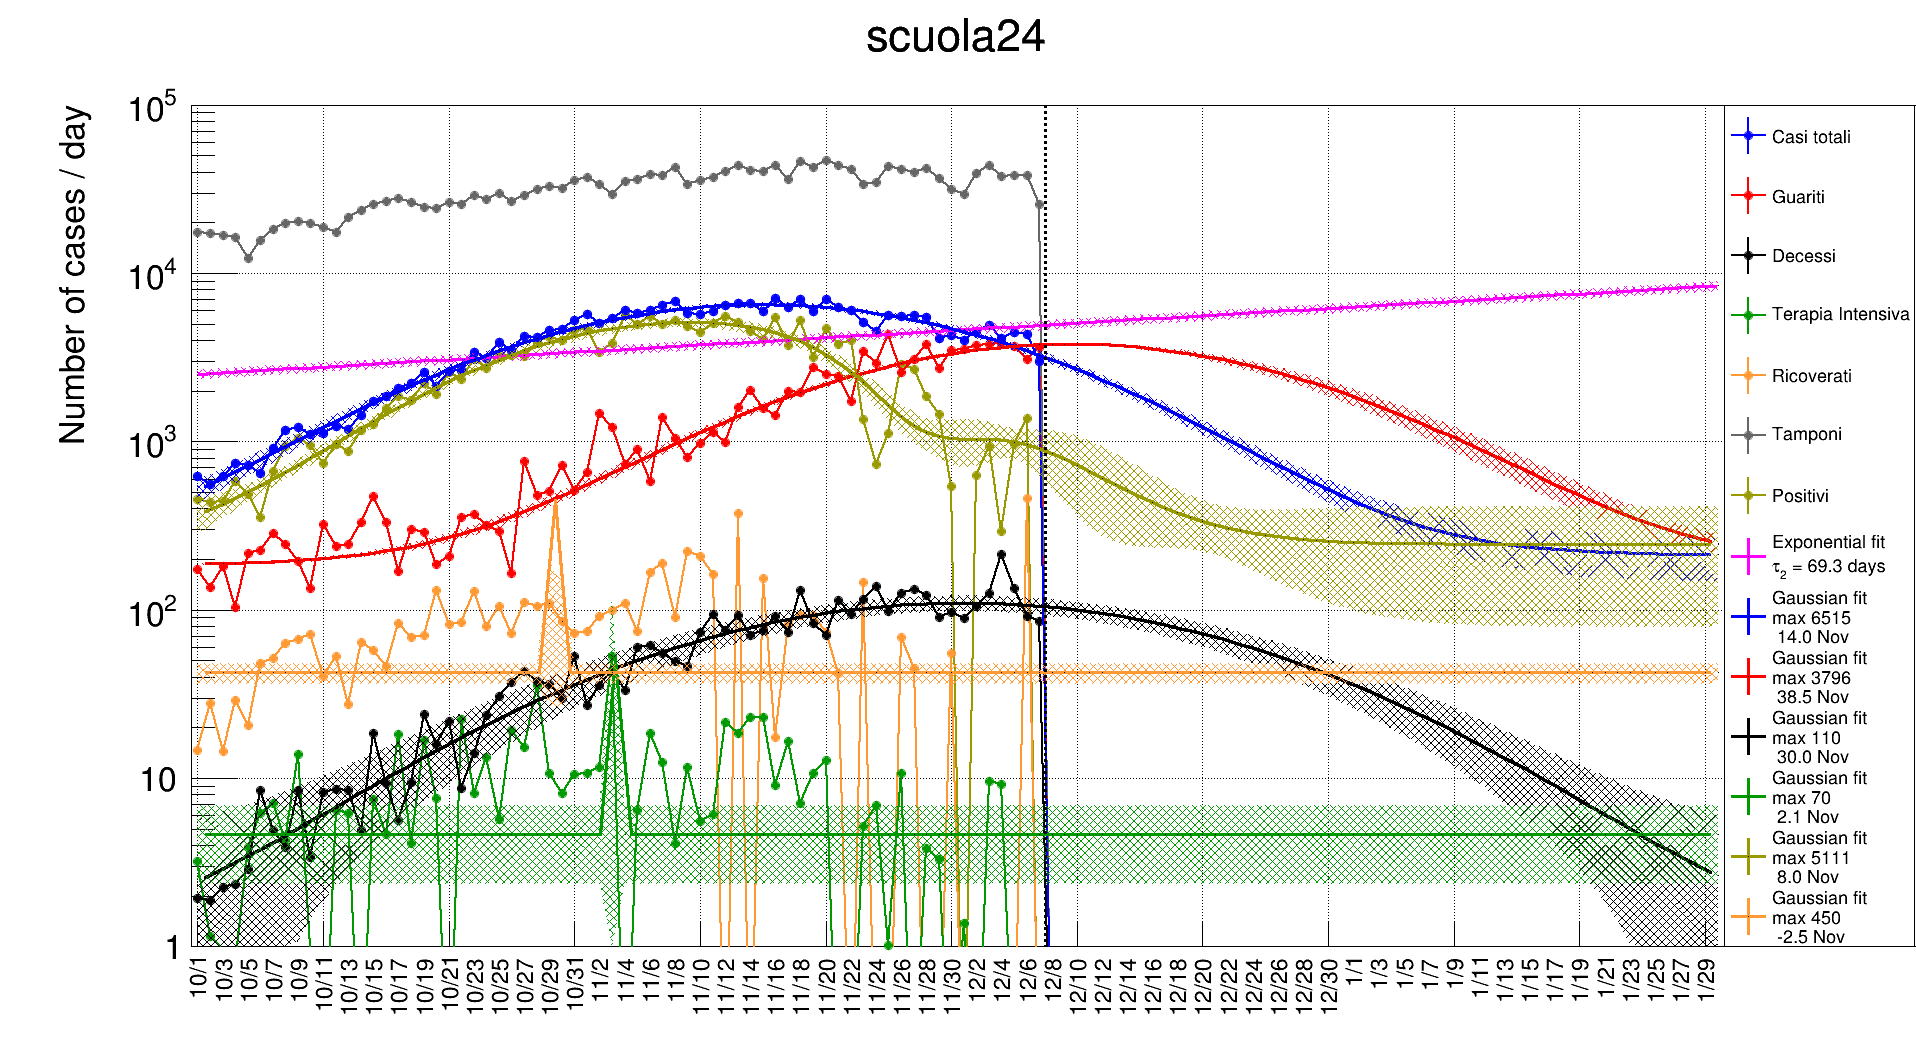 scuola24
Number of cases / day
10^5
10^4
10^3
10^2
10
1
10/1
10/3
10/5
10/7
10/9
10/11
10/13
10/15
10/17
10/19
10/21
10/23
10/25
10/27
10/29
10/31
11/2
11/4
11/6
11/8
11/10
11/12
11/14
11/16
11/18
11/20
11/22
11/24
11/26
11/28
11/30
12/2
12/4
12/6
12/8
12/10
12/12
12/14
12/16
12/18
12/20
12/22
12/24
12/26
12/28
12/30
1/1
1/3
1/5
1/7
1/9
1/11
1/13
1/15
1/17
1/19
1/21
1/23
1/25
1/27
1/29
Casi totali
Guariti
Decessi
Terapia Intensiva
Ricoverati
Tamponi
Positivi
Exponential fit
τ₂ = 69.3 days
Gaussian fit
max 6515
14.0 Nov
Gaussian fit
max 3796
38.5 Nov
Gaussian fit
max 110
30.0 Nov
Gaussian fit
max 70
2.1 Nov
Gaussian fit
max 5111
8.0 Nov
Gaussian fit
max 450
-2.5 Nov